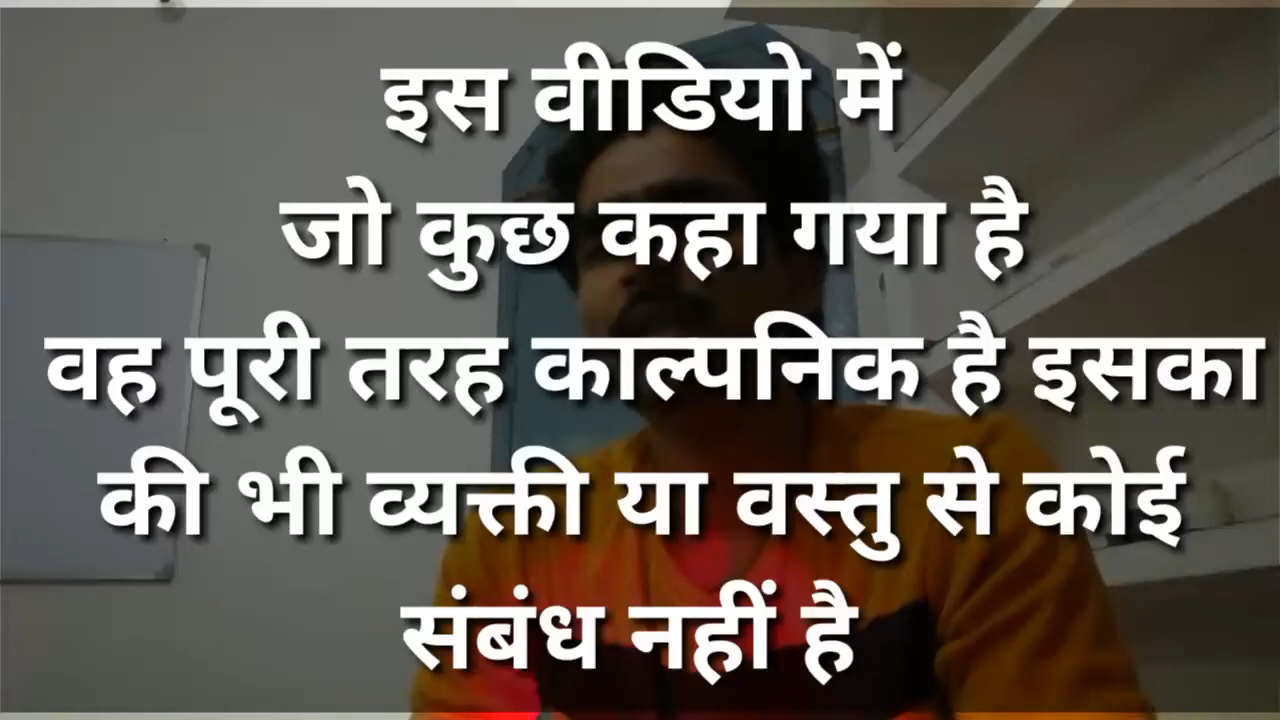 इस वीडियो में
जो कुछ कहा गया है
वह पूरी तरह काल्पनिक है इसका
की भी व्यक्ती या वस्तु से कोई
संबंध नहीं है